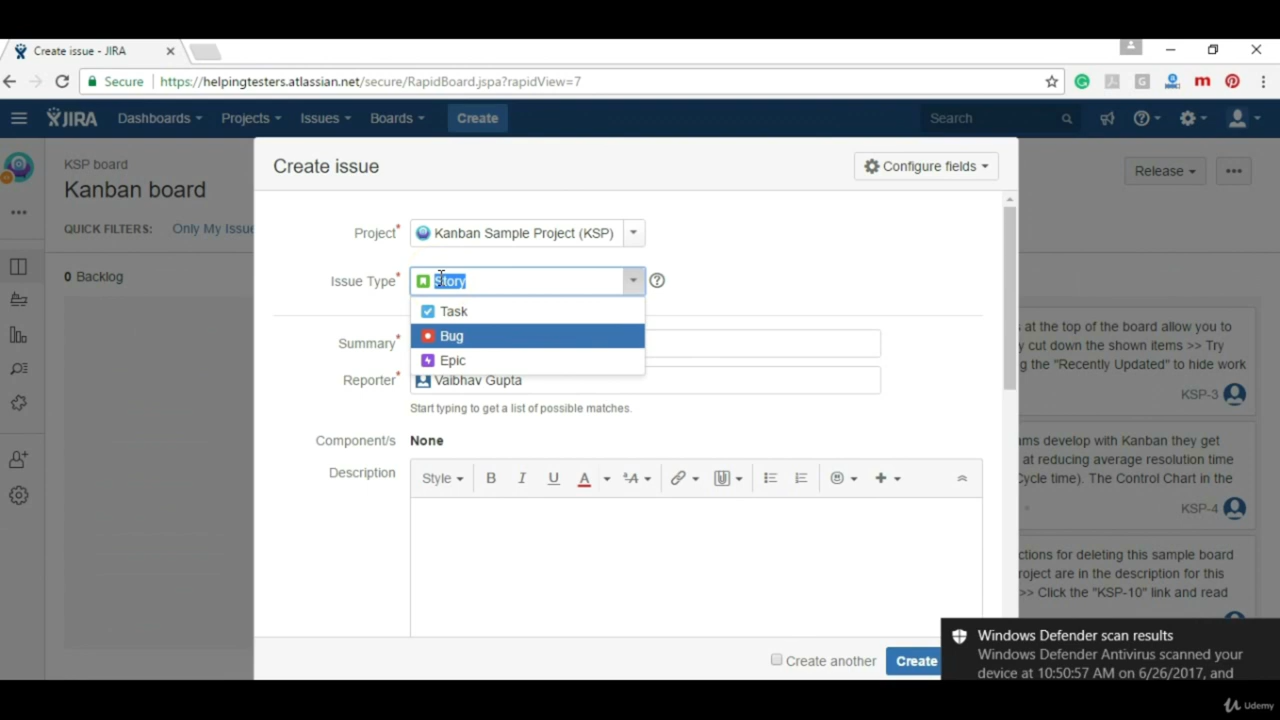 Create issue - JIRA
Secure
https://helpingtesters.atlassian.net/secure/RapidBoard.jspa?rapidView=7
JIRA
Dashboards
Projects
Issues
Boards
Create
Search
KSP board
Kanban board
QUICK FILTERS: Only My Issue
0 Backlog
Release
Create issue
Configure fields
Project*
Kanban Sample Project (KSP)
Issue Type*
Story
Task
Bug
Epic
Summary*
Reporter*
Vaibhav Gupta
Start typing to get a list of possible matches.
Component/s
None
Description
Style
B
I
U
A
Create another
Create
at the top of the board allow you to
cut down the shown items >> Try
the "Recently Updated" to hide work
KSP-3
develop with Kanban they get
at reducing average resolution time
time). The Control Chart in the
KSP-4
for deleting this sample board
are in the description for this
>> Click the "KSP-10" link and read
Windows Defender scan results
Windows Defender Antivirus scanned your
device at 10:50:57 AM on 6/26/2017, and
Udemy